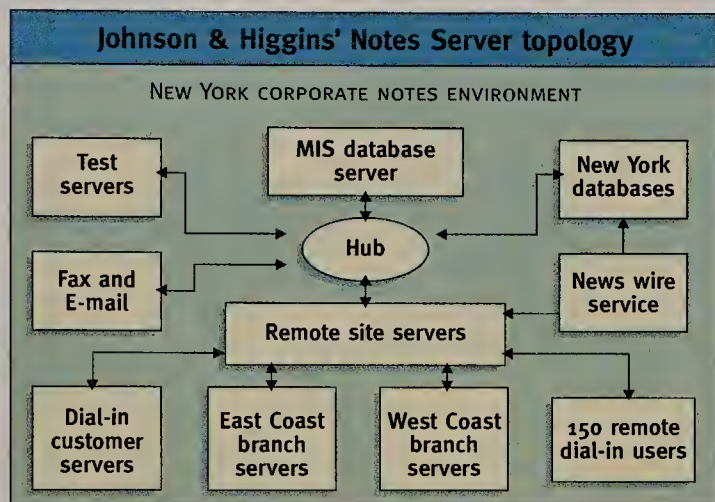 Johnson & Higgins' Notes Server topology
New York corporate Notes environment
Test
servers
MIS database
server
New York
databases
Hub
Fax and
E-mail
News wire
service
Remote site servers
Dial-in
customer
servers
East Coast
branch
servers
West Coast
branch
servers
150 remote
dial-in users